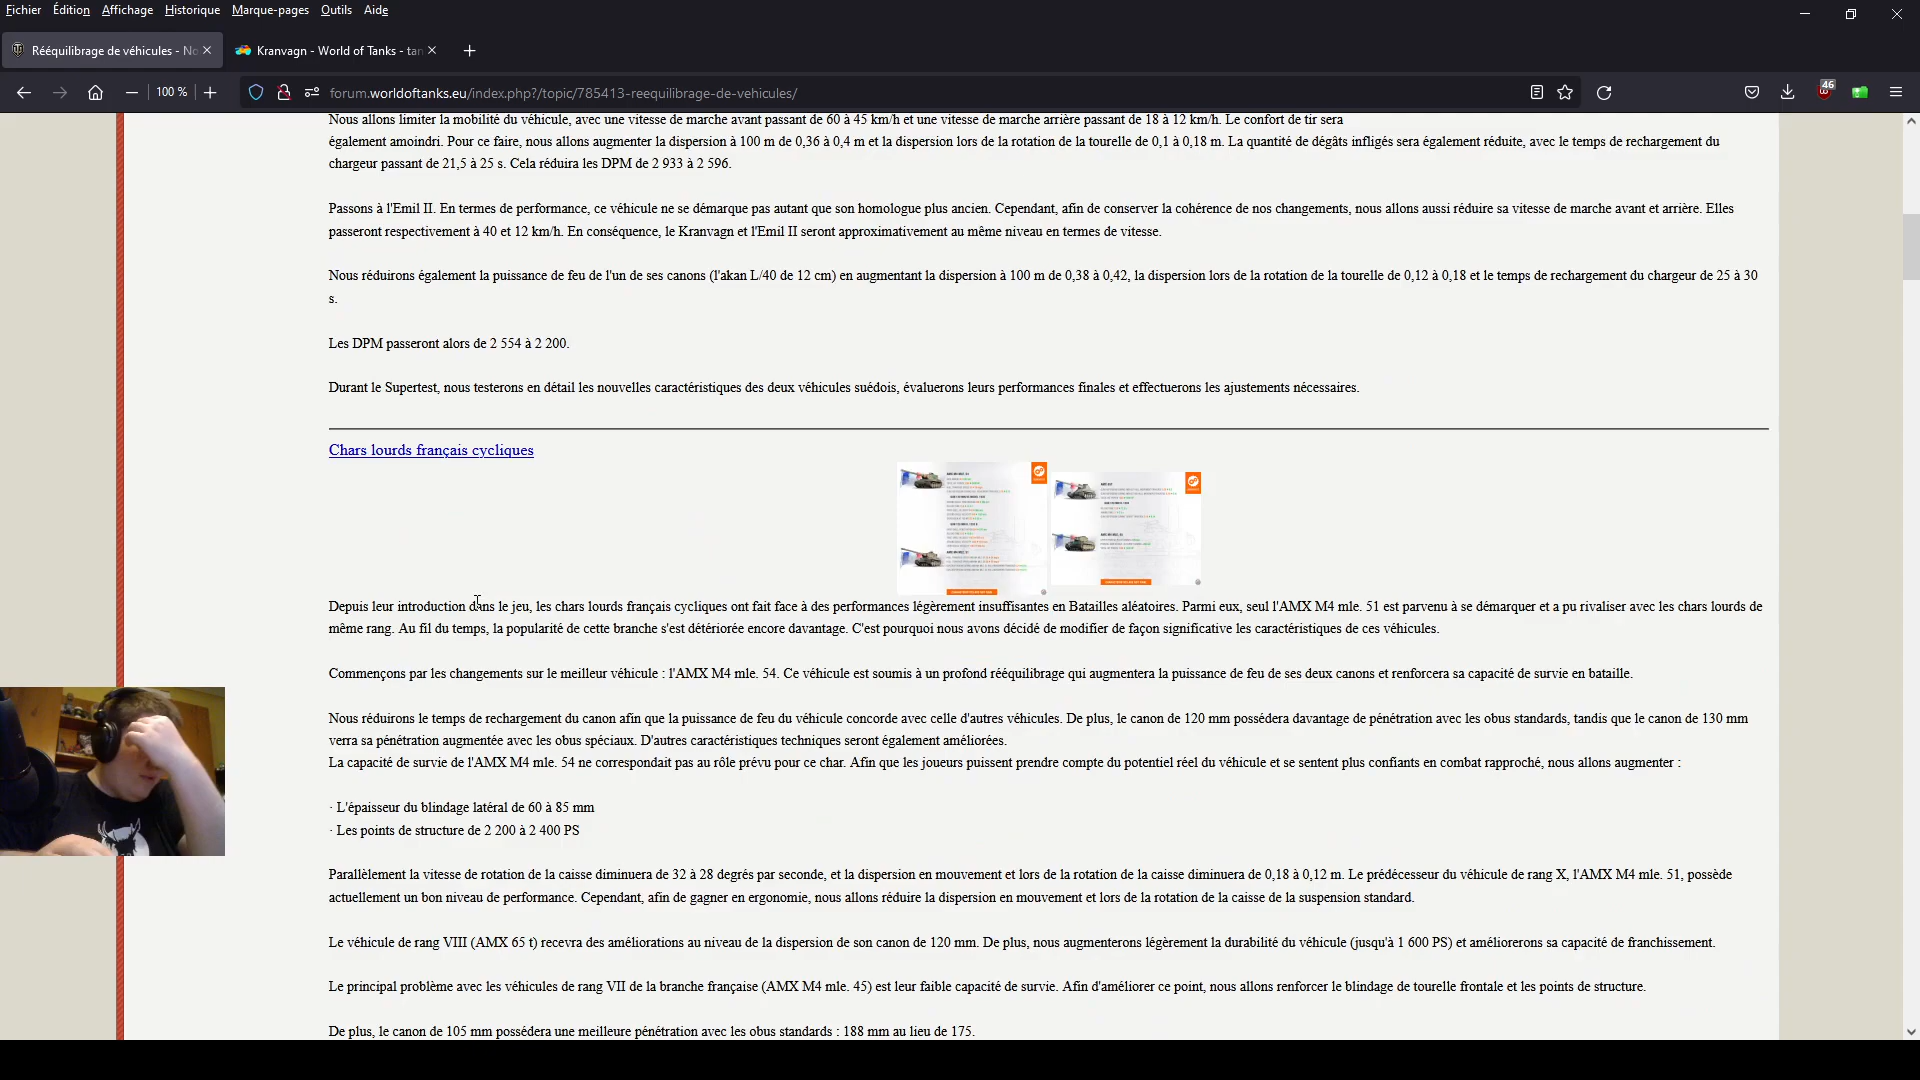 Fichier Édition Affichage Historique Marque-pages Outils Aide
Rééquilibrage de véhicules - No
Kranvagn - World of Tanks - tan
100 %
forum.worldoftanks.eu/index.php?/topic/785413-reequilibrage-de-vehicules/
46
Nous allons limiter la mobilité du véhicule, avec une vitesse de marche avant passant de 60 à 45 km/h et une vitesse de marche arrière passant de 18 à 12 km/h. Le confort de tir sera
également amoindri. Pour ce faire, nous allons augmenter la dispersion à 100 m de 0,36 à 0,4 m et la dispersion lors de la rotation de la tourelle de 0,1 à 0,18 m. La quantité de dégâts infligés sera également réduite, avec le temps de rechargement du
chargeur passant de 21,5 à 25 s. Cela réduira les DPM de 2 933 à 2 596.
Passons à l'Emil II. En termes de performance, ce véhicule ne se démarque pas autant que son homologue plus ancien. Cependant, afin de conserver la cohérence de nos changements, nous allons aussi réduire sa vitesse de marche avant et arrière. Elles
passeront respectivement à 40 et 12 km/h. En conséquence, le Kranvagn et l'Emil II seront approximativement au même niveau en termes de vitesse.
Nous réduirons également la puissance de feu de l'un de ses canons (l'akan L/40 de 12 cm) en augmentant la dispersion à 100 m de 0,38 à 0,42, la dispersion lors de la rotation de la tourelle de 0,12 à 0,18 et le temps de rechargement du chargeur de 25 à 30
s.
Les DPM passeront alors de 2 554 à 2 200.
Durant le Supertest, nous testerons en détail les nouvelles caractéristiques des deux véhicules suédois, évaluerons leurs performances finales et effectuerons les ajustements nécessaires.
Chars lourds français cycliques
Depuis leur introduction dans le jeu, les chars lourds français cycliques ont fait face à des performances légèrement insuffisantes en Batailles aléatoires. Parmi eux, seul l'AMX M4 mle. 51 est parvenu à se démarquer et a pu rivaliser avec les chars lourds de
même rang. Au fil du temps, la popularité de cette branche s'est détériorée encore davantage. C'est pourquoi nous avons décidé de modifier de façon significative les caractéristiques de ces véhicules.
Commençons par les changements sur le meilleur véhicule : l'AMX M4 mle. 54. Ce véhicule est soumis à un profond rééquilibrage qui augmentera la puissance de feu de ses deux canons et renforcera sa capacité de survie en bataille.
Nous réduirons le temps de rechargement du canon afin que la puissance de feu du véhicule concorde avec celle d'autres véhicules. De plus, le canon de 120 mm possédera davantage de pénétration avec les obus standards, tandis que le canon de 130 mm
verra sa pénétration augmentée avec les obus spéciaux. D'autres caractéristiques techniques seront également améliorées.
La capacité de survie de l'AMX M4 mle. 54 ne correspondait pas au rôle prévu pour ce char. Afin que les joueurs puissent prendre compte du potentiel réel du véhicule et se sentent plus confiants en combat rapproché, nous allons augmenter :
· L'épaisseur du blindage latéral de 60 à 85 mm
· Les points de structure de 2 200 à 2 400 PS
Parallèlement la vitesse de rotation de la caisse diminuera de 32 à 28 degrés par seconde, et la dispersion en mouvement et lors de la rotation de la caisse diminuera de 0,18 à 0,12 m. Le prédécesseur du véhicule de rang X, l'AMX M4 mle. 51, possède
actuellement un bon niveau de performance. Cependant, afin de gagner en ergonomie, nous allons réduire la dispersion en mouvement et lors de la rotation de la caisse de la suspension standard.
Le véhicule de rang VIII (AMX 65 t) recevra des améliorations au niveau de la dispersion de son canon de 120 mm. De plus, nous augmenterons légèrement la durabilité du véhicule (jusqu'à 1 600 PS) et améliorerons sa capacité de franchissement.
Le principal problème avec les véhicules de rang VII de la branche française (AMX M4 mle. 45) est leur faible capacité de survie. Afin d'améliorer ce point, nous allons renforcer le blindage de tourelle frontale et les points de structure.
De plus, le canon de 105 mm possédera une meilleure pénétration avec les obus standards : 188 mm au lieu de 175.